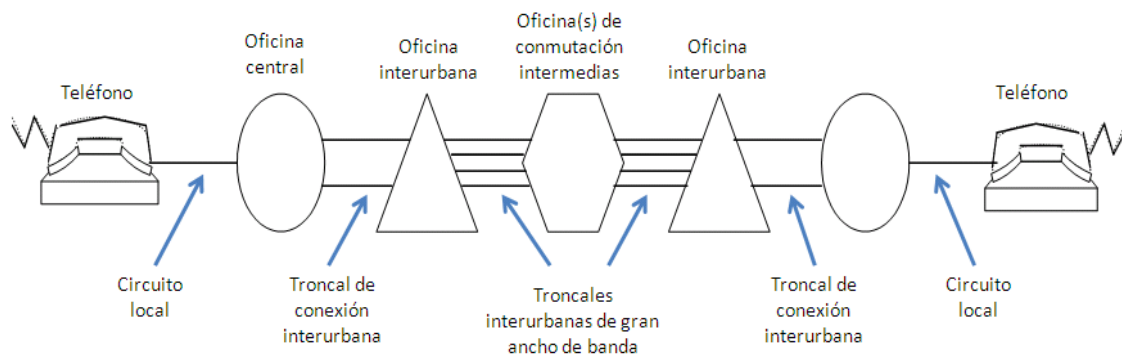 Teléfono
Oficina
central
Oficina
interurbana
Oficina(s) de
conmutación
intermedias
Oficina
interurbana
Teléfono
Circuito
local
Troncal de
conexión
interurbana
Troncales
interurbanas de gran
ancho de banda
Troncal de
conexión
interurbana
Circuito
local